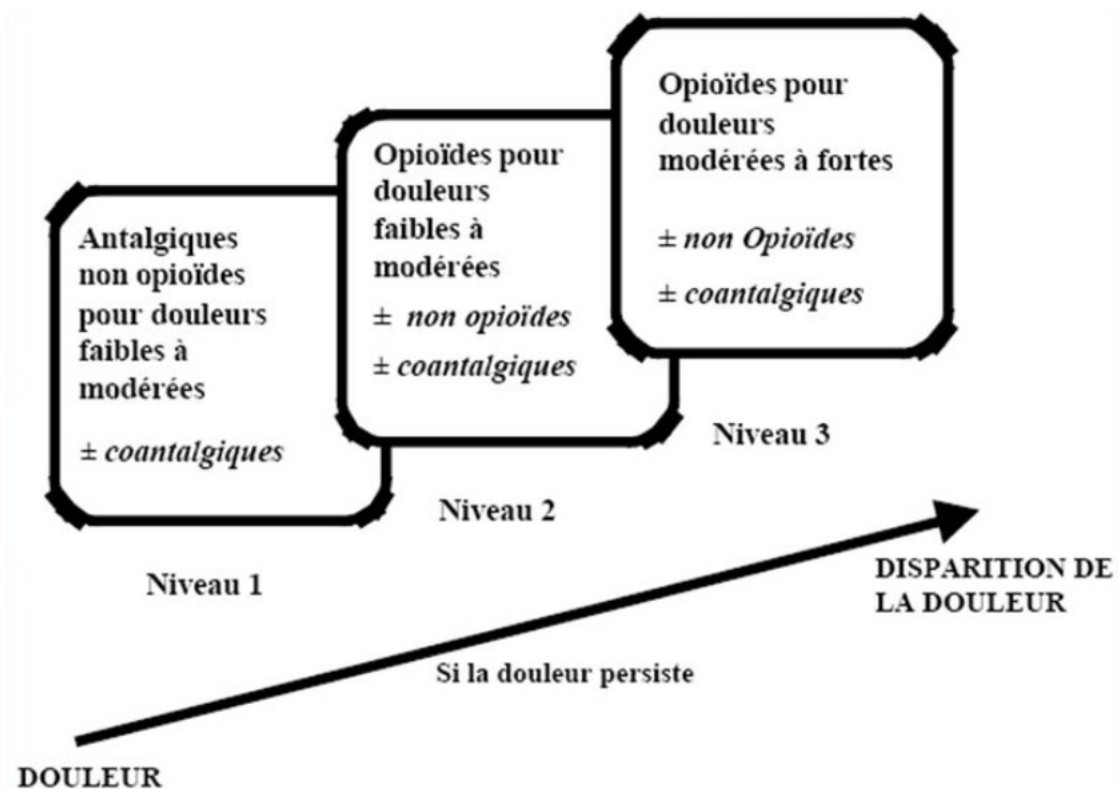 Antalgiques
non opioïdes
pour douleurs
faibles à
modérées
± coantalgiques
Niveau 1
Opioïdes pour
douleurs
faibles à
modérées
± non opioïdes
± coantalgiques
Niveau 2
Opioïdes pour
douleurs
modérées à fortes
± non Opioïdes
± coantalgiques
Niveau 3
DISPARITION DE
LA DOULEUR
Si la douleur persiste
DOULEUR